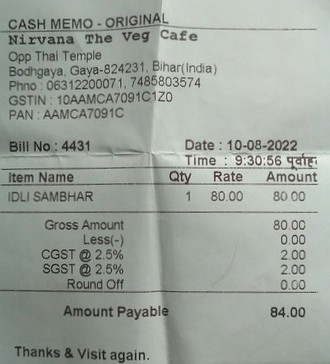 CASH MEMO - ORIGINAL
Nirvana The Veg Cafe
Opp Thai Temple
Bodhgaya, Gaya-824231, Bihar(India)
Phno : 06312200071, 7485803574
GSTIN : 10AAMCA7091C1Z0
PAN : AAMCA7091C
Bill No : 4431 Date : 10-08-2022
Time : 9:30:56 पूर्वाह्न
Item Name Qty Rate Amount
IDLI SAMBHAR 1 80.00 80.00
Gross Amount 80.00
Less(-) 0.00
CGST @ 2.5% 2.00
SGST @ 2.5% 2.00
Round Off 0.00
Amount Payable 84.00
Thanks & Visit again.